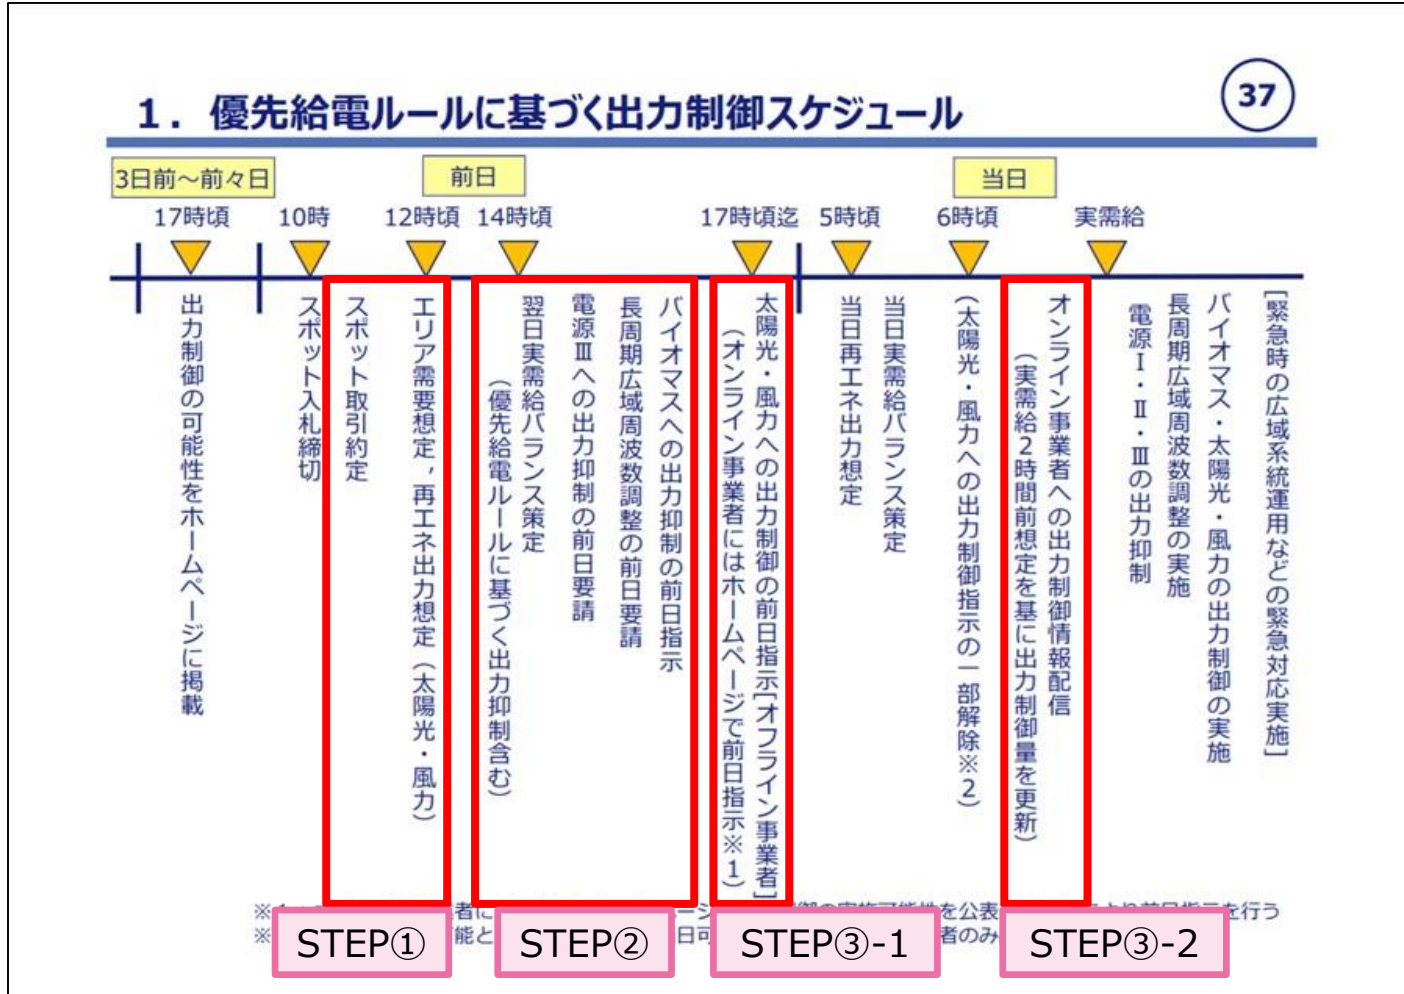 37
1．優先給電ルールに基づく出力制御スケジュール
3日前～前々日
前日
当日
17時頃
10時
12時頃
14時頃
17時頃迄
5時頃
6時頃
実需給
出力制御の可能性をホームページに掲載
スポット入札締切
スポット取引約定
エリア需要想定，再エネ出力想定（太陽光・風力）
翌日実需給バランス策定
（優先給電ルールに基づく出力抑制含む）
電源Ⅲへの出力抑制の前日要請
長周期広域周波数調整の前日要請
バイオマスへの出力抑制の前日指示
太陽光・風力への出力制御の前日指示[オフライン事業者]
（オンライン事業者にはホームページで前日指示※1）
当日再エネ出力想定
当日実需給バランス策定
（太陽光・風力への出力制御指示の一部解除※2）
オンライン事業者への出力制御情報配信
（実需給2時間前想定を基に出力制御量を更新）
電源Ⅰ・Ⅱ・Ⅲの出力抑制
長周期広域周波数調整の実施
バイオマス・太陽光・風力の出力制御の実施
[緊急時の広域系統運用などの緊急対応実施]
を公表
より前日指示を行う
能と
日可
者のみ
STEP①
STEP②
STEP③-1
STEP③-2